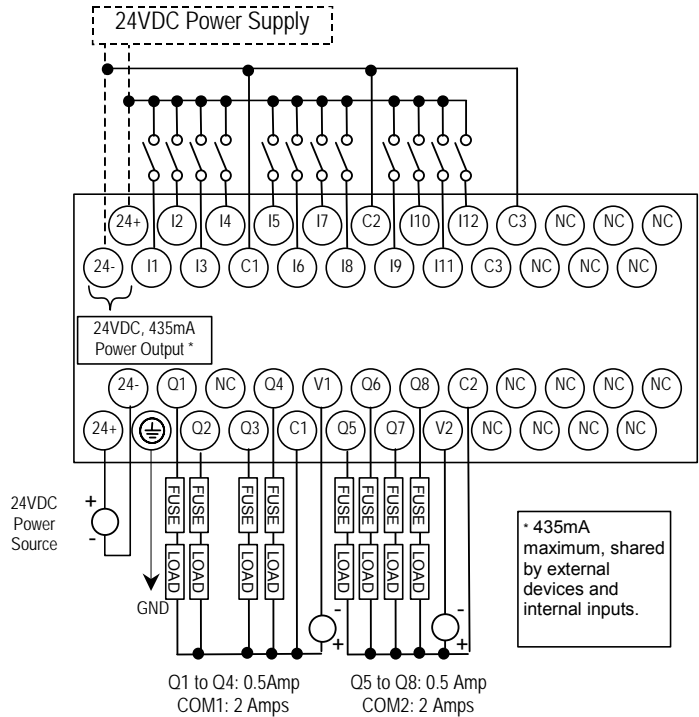 24VDC Power Supply
24+ I2 I4 I5 I7 C2 I10 I12 C3 NC NC NC
24- I1 I3 C1 I6 I8 I9 I11 C3 NC NC NC
24VDC, 435mA
Power Output *
24- Q1 NC Q4 V1 Q6 Q8 C2 NC NC NC NC
24+ Q2 Q3 C1 Q5 Q7 V2 NC NC NC NC
24VDC
Power
Source
+
-
GND
FUSE FUSE FUSE FUSE FUSE FUSE FUSE FUSE
LOAD LOAD LOAD LOAD LOAD LOAD LOAD LOAD
-
+
-
+
* 435mA
maximum, shared
by external
devices and
internal inputs.
Q1 to Q4: 0.5Amp
COM1: 2 Amps
Q5 to Q8: 0.5 Amp
COM2: 2 Amps